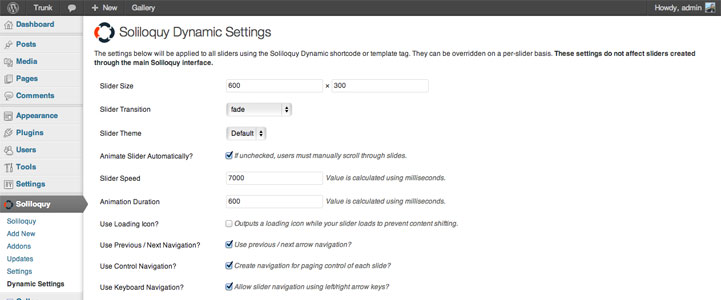 Trunk + New Gallery Howdy, admin
Dashboard
Posts
Media
Pages
Comments
Appearance
Plugins
Users
Tools
Settings
Soliloquy
Soliloquy
Add New
Addons
Updates
Settings
Dynamic Settings
Soliloquy Dynamic Settings
The settings below will be applied to all sliders using the Soliloquy Dynamic shortcode or template tag. They can be overridden on a per-slider basis. These settings do not affect sliders created
through the main Soliloquy interface.
Slider Size 600 × 300
Slider Transition fade
Slider Theme Default
Animate Slider Automatically? If unchecked, users must manually scroll through slides.
Slider Speed 7000 Value is calculated using milliseconds.
Animation Duration 600 Value is calculated using milliseconds.
Use Loading Icon? Outputs a loading icon while your slider loads to prevent content shifting.
Use Previous / Next Navigation? Use previous / next arrow navigation?
Use Control Navigation? Create navigation for paging control of each slide?
Use Keyboard Navigation? Allow slider navigation using left/right arrow keys?